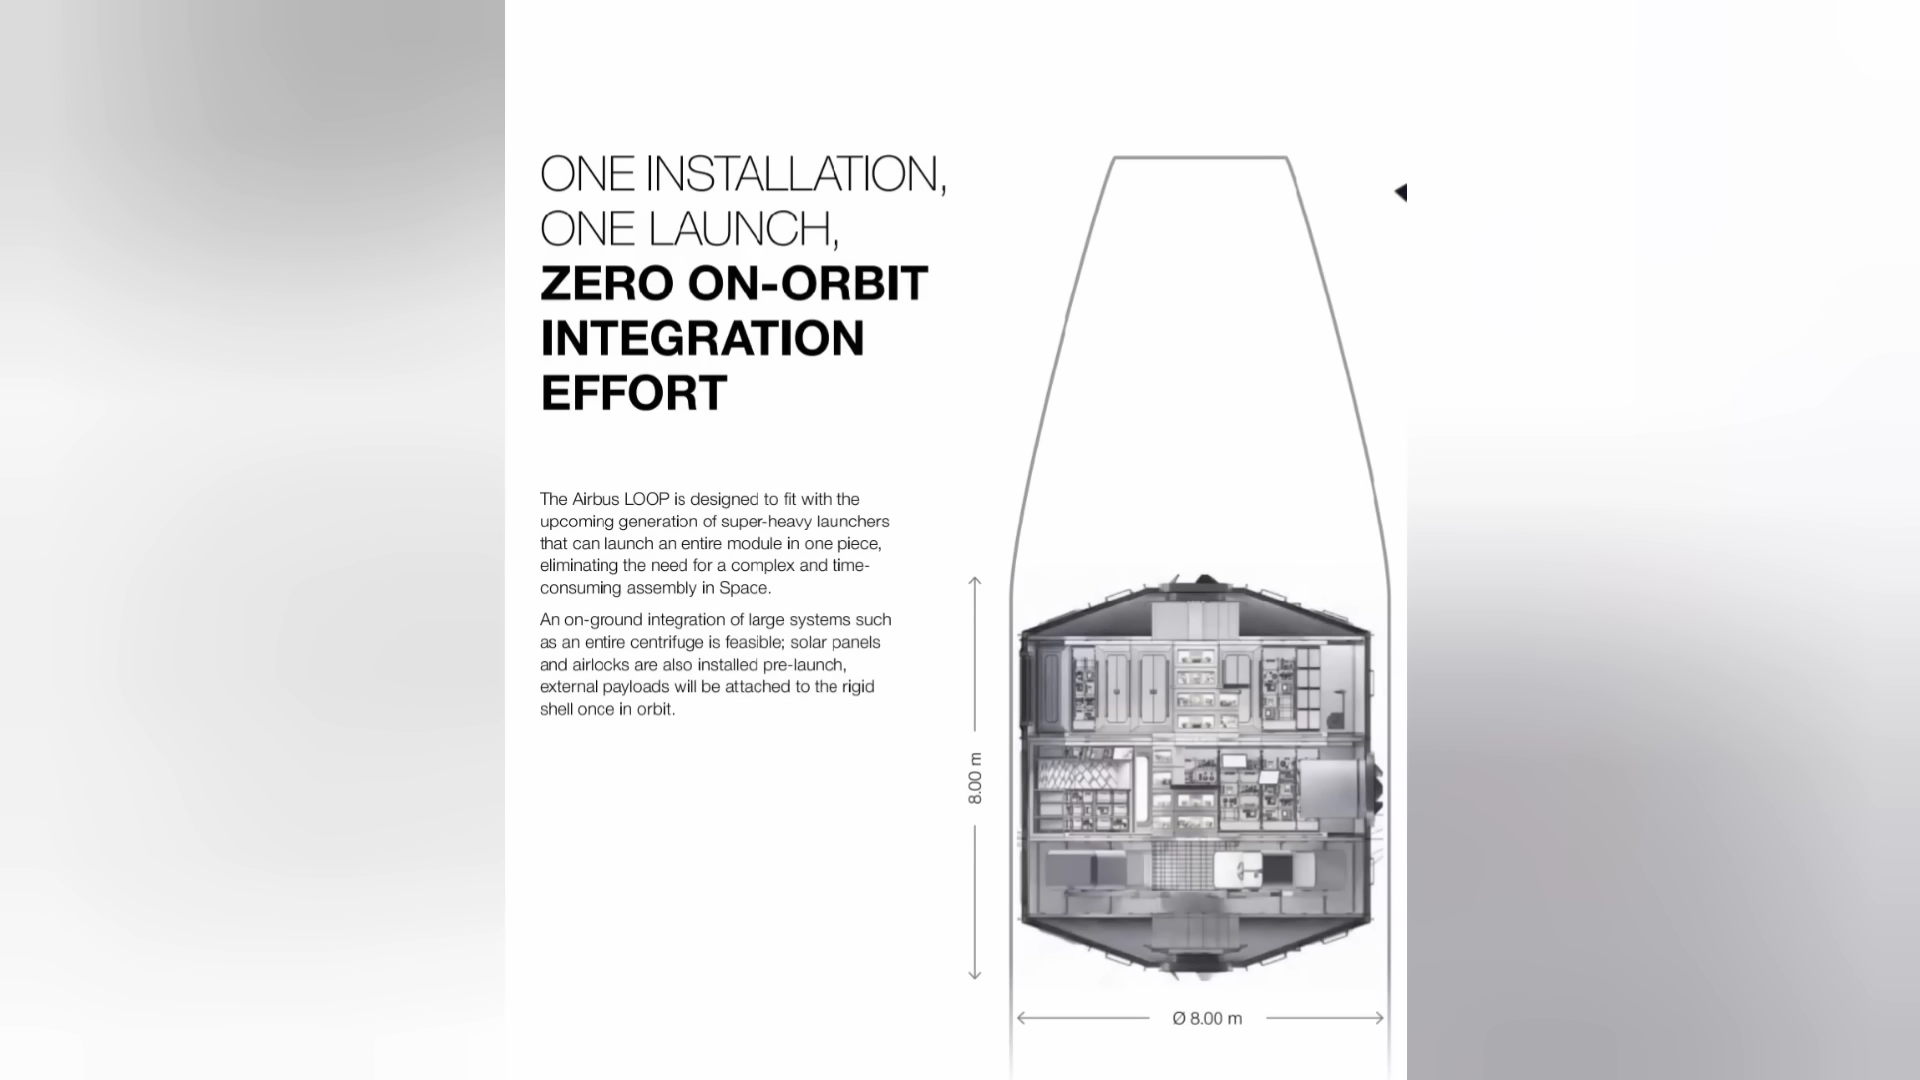 ONE INSTALLATION,
ONE LAUNCH,
ZERO ON-ORBIT
INTEGRATION
EFFORT
The Airbus LOOP is designed to fit with the
upcoming generation of super-heavy launchers
that can launch an entire module in one piece,
eliminating the need for a complex and time-
consuming assembly in Space.
An on-ground integration of large systems such
as an entire centrifuge is feasible; solar panels
and airlocks are also installed pre-launch,
external payloads will be attached to the rigid
shell once in orbit.
8.00 m
Ø 8.00 m